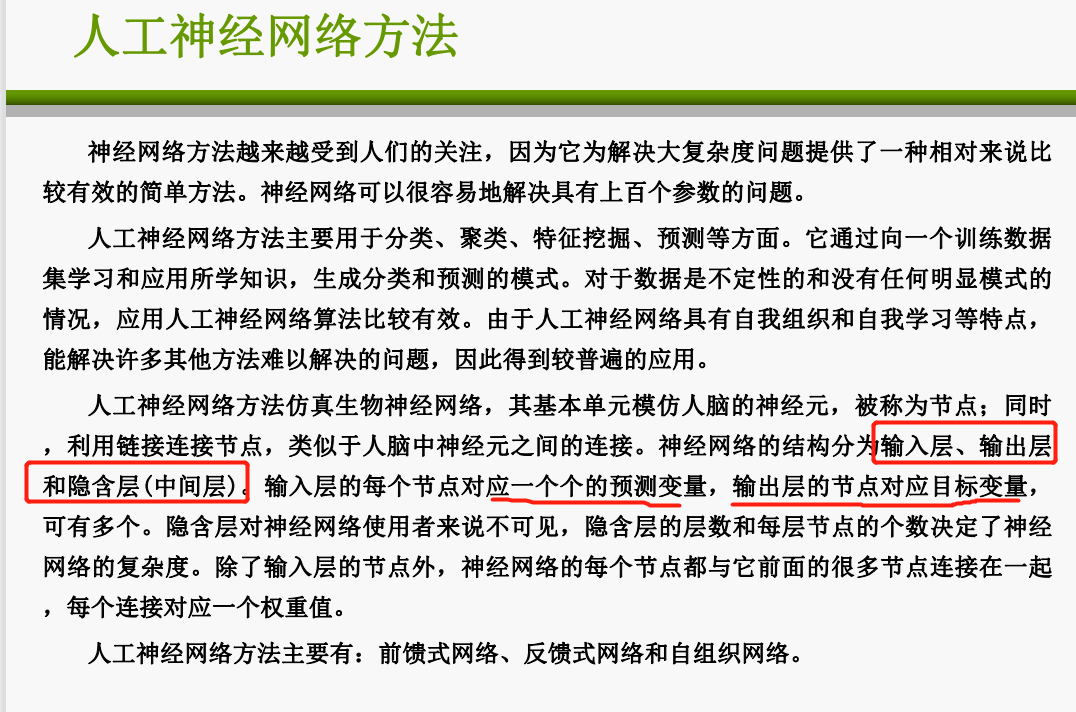 人工神经网络方法
神经网络方法越来越受到人们的关注，因为它为解决大复杂度问题提供了一种相对来说比
较有效的简单方法。神经网络可以很容易地解决具有上百个参数的问题。
人工神经网络方法主要用于分类、聚类、特征挖掘、预测等方面。它通过向一个训练数据
集学习和应用所学知识，生成分类和预测的模式。对于数据是不定性的和没有任何明显模式的
情况，应用人工神经网络算法比较有效。由于人工神经网络具有自我组织和自我学习等特点，
能解决许多其他方法难以解决的问题，因此得到较普遍的应用。
人工神经网络方法仿真生物神经网络，其基本单元模仿人脑的神经元，被称为节点；同时
，利用链接连接节点，类似于人脑中神经元之间的连接。神经网络的结构分为输入层、输出层
和隐含层(中间层)。输入层的每个节点对应一个个的预测变量，输出层的节点对应目标变量，
可有多个。隐含层对神经网络使用者来说不可见，隐含层的层数和每层节点的个数决定了神经
网络的复杂度。除了输入层的节点外，神经网络的每个节点都与它前面的很多节点连接在一起
，每个连接对应一个权重值。
人工神经网络方法主要有：前馈式网络、反馈式网络和自组织网络。